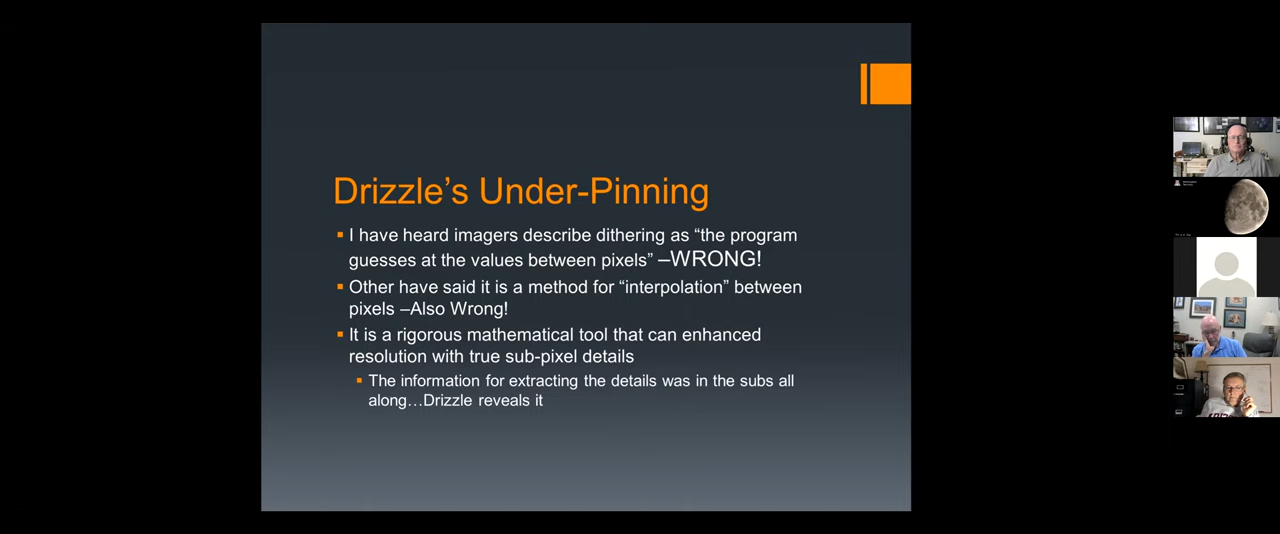 Drizzle's Under-Pinning
I have heard imagers describe dithering as “the program
guesses at the values between pixels” –WRONG!
Other have said it is a method for “interpolation” between
pixels –Also Wrong!
It is a rigorous mathematical tool that can enhanced
resolution with true sub-pixel details
The information for extracting the details was in the subs all
along…Drizzle reveals it